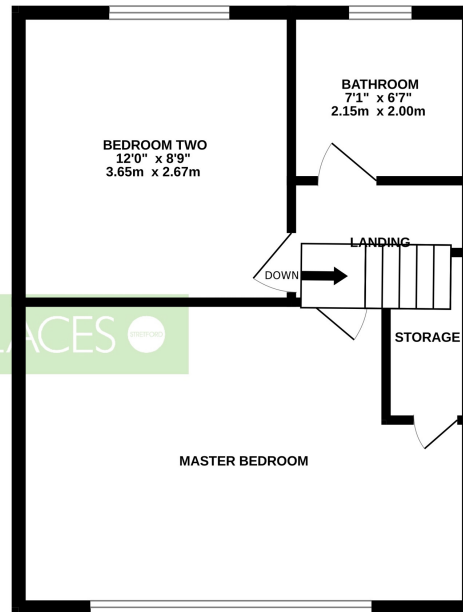 BATHROOM
7'1" x 6'7"
2.15m x 2.00m
BEDROOM TWO
12'0" x 8'9"
3.65m x 2.67m
LANDING
DOWN
STORAGE
MASTER BEDROOM